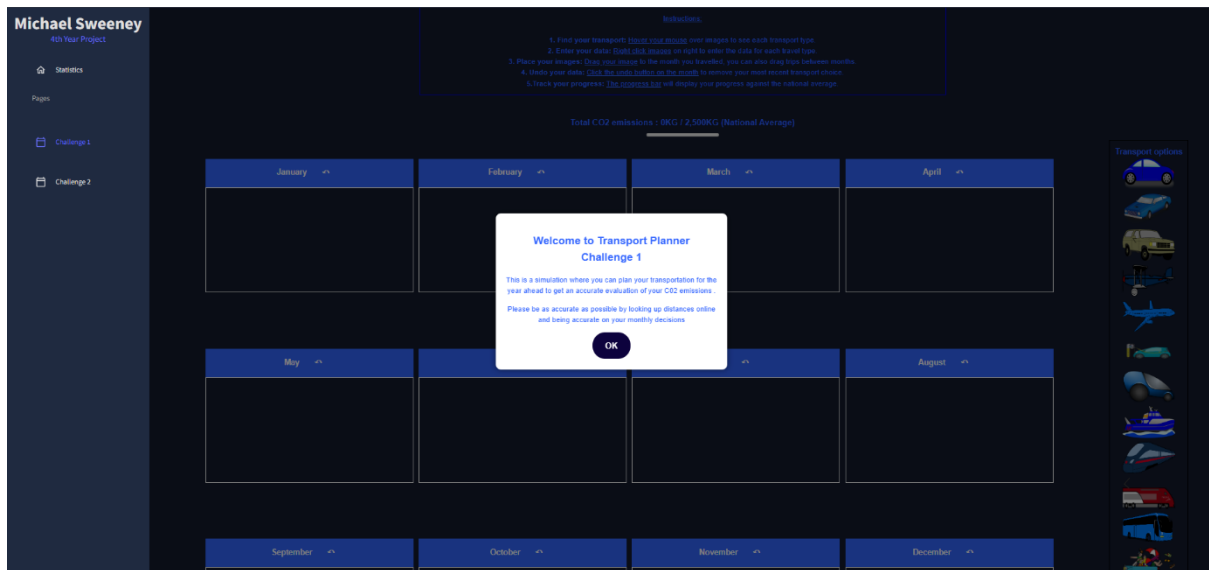 Michael Sweeney
4th Year Project
Statistics
Pages
Challenge 1
Challenge 2
Instructions
1. Find your transport: Hover your mouse over images to see each transport type.
2. Enter your data: Right click images on right to enter the data for each travel type.
3. Place your images: Drag your image to the month you travelled, you can also drag trips between months.
4. Undo your data: Click the undo button on the month to remove your most recent transport choice.
5. Track your progress: The progress bar will display your progress against the national average.
Total CO2 emissions : 0KG / 2,500KG (National Average)
Transport options
January
February
March
April
Welcome to Transport Planner
Challenge 1
This is a simulation where you can plan your transportation for the
year ahead to get an accurate evaluation of your C02 emissions .
Please be as accurate as possible by looking up distances online
and being accurate on your monthly decisions
OK
May
August
September
October
November
December